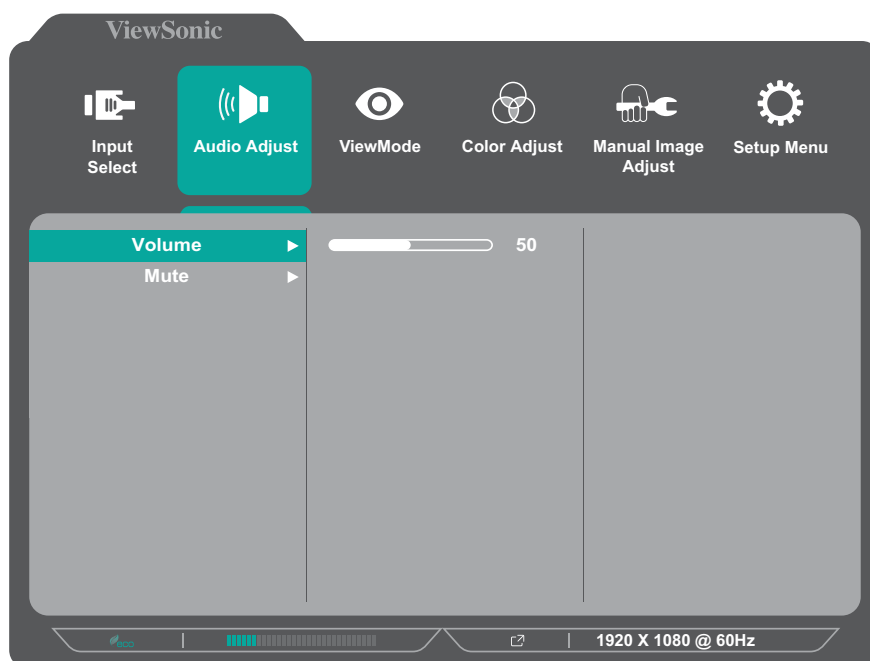 ViewSonic
Input
Select
Audio Adjust
ViewMode
Color Adjust
Manual Image
Adjust
Setup Menu
Volume
50
Mute
eco
1920 X 1080 @ 60Hz